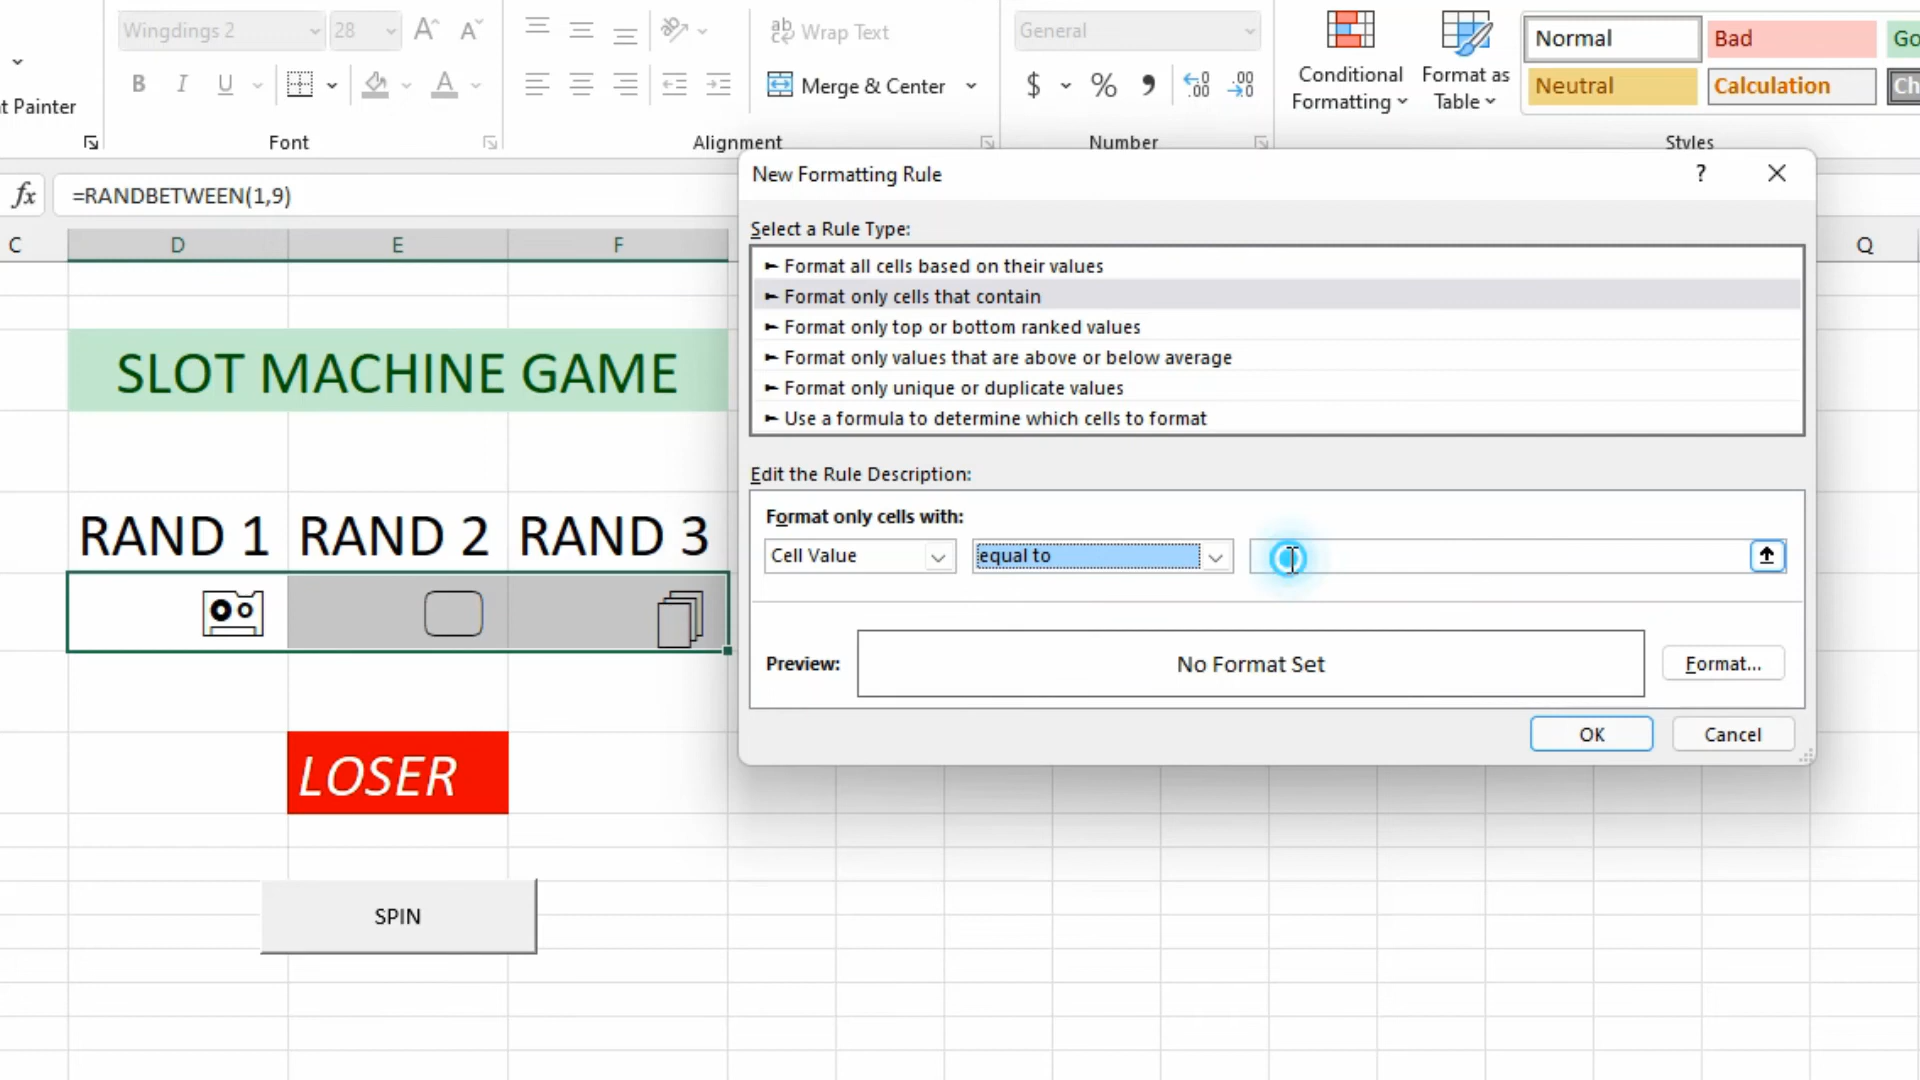 Wingdings 2
28
ab Wrap Text
General
Normal
Bad
Go
t Painter
B I U
Merge & Center
$ % 9
Conditional Formatting
Format as Table
Neutral
Calculation
Ch
Font
Alignment
Number
Styles
fx
=RANDBETWEEN(1,9)
C D E F Q
SLOT MACHINE GAME
RAND 1 RAND 2 RAND 3
LOSER
SPIN
New Formatting Rule
?
Select a Rule Type:
► Format all cells based on their values
► Format only cells that contain
► Format only top or bottom ranked values
► Format only values that are above or below average
► Format only unique or duplicate values
► Use a formula to determine which cells to format
Edit the Rule Description:
Format only cells with:
Cell Value
equal to
Preview:
No Format Set
Format...
OK
Cancel